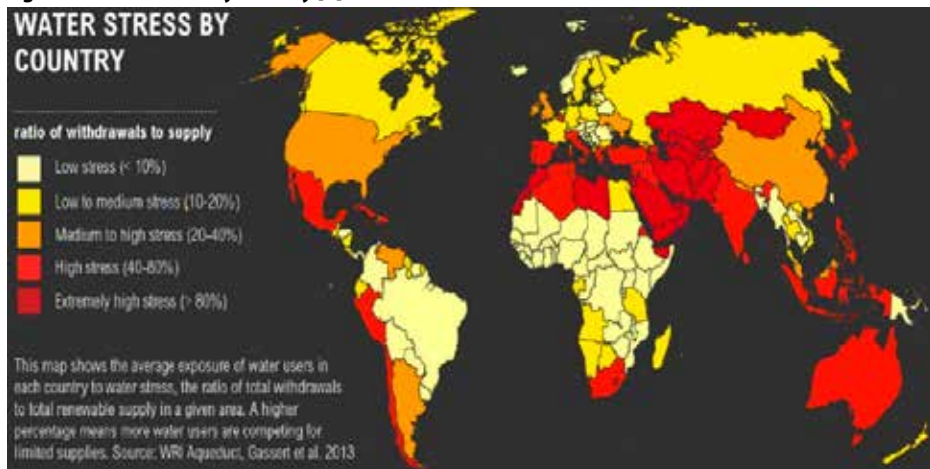 WATER STRESS BY
COUNTRY
ratio of withdrawals to supply
Low stress (< 10%)
Low to medium stress (10-20%)
Medium to high stress (20-40%)
High stress (40-80%)
Extremely high stress (> 80%)
This map shows the average exposure of water users in
each country to water stress, the ratio of total withdrawals
to total renewable supply in a given area. A higher
percentage means more water users are competing for
limited supplies. Source: WRI Aqueduct, Gassert et al. 2013